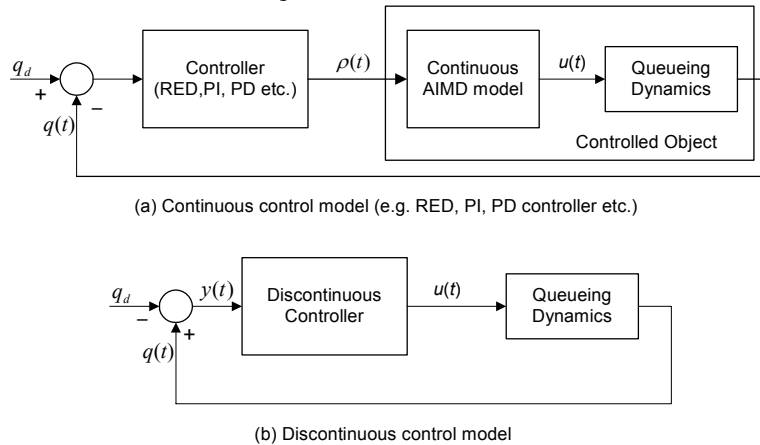 q_d
+
−
q(t)
Controller
(RED,PI, PD etc.)
ρ(t)
Continuous
AIMD model
u(t)
Queueing
Dynamics
Controlled Object
(a) Continuous control model (e.g. RED, PI, PD controller etc.)
q_d
−
+
q(t)
y(t)
Discontinuous
Controller
u(t)
Queueing
Dynamics
(b) Discontinuous control model